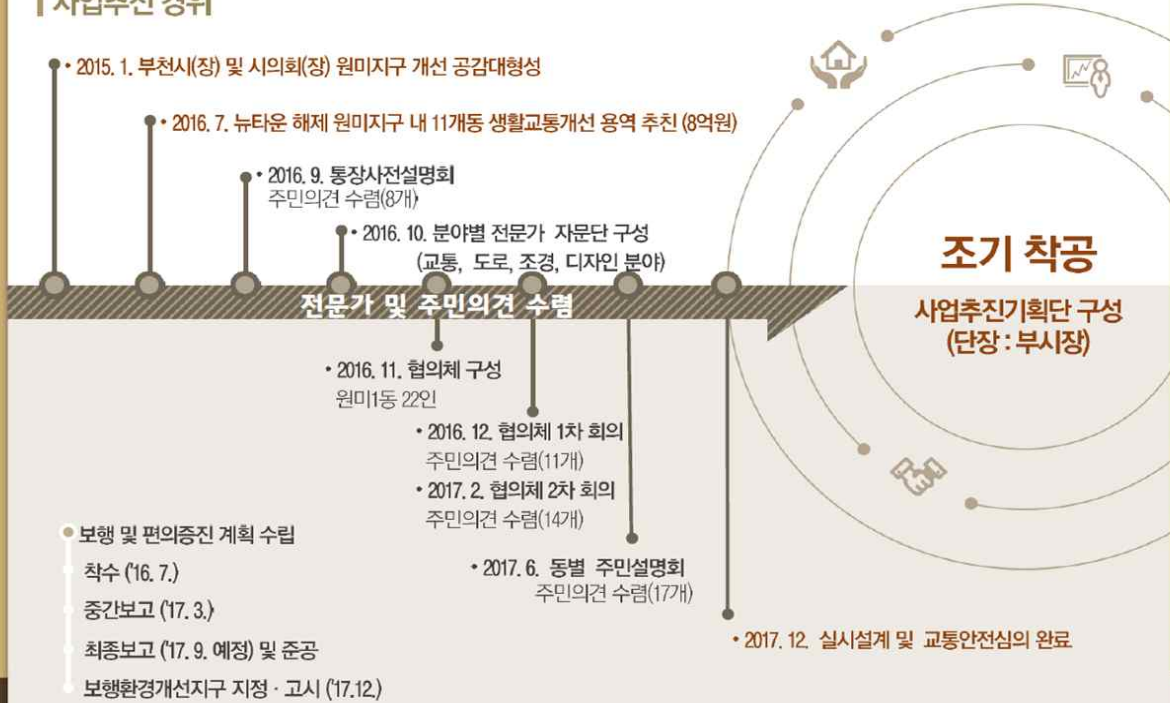 사업추진 경위
• 2015. 1. 부천시(장) 및 시의회(장) 원미지구 개선 공감대형성
• 2016. 7. 뉴타운 해제 원미지구 내 11개동 생활교통개선 용역 추친 (8억원)
• 2016. 9. 통장사전설명회
주민의견 수렴(8개)
• 2016. 10. 분야별 전문가 자문단 구성
(교통, 도로, 조경, 디자인 분야)
전문가 및 주민의견 수렴
• 2016. 11. 협의체 구성
원미1동 22인
• 2016. 12. 협의체 1차 회의
주민의견 수렴(11개)
• 2017. 2. 협의체 2차 회의
주민의견 수렴(14개)
• 2017. 6. 동별 주민설명회
주민의견 수렴(17개)
• 2017. 12. 실시설계 및 교통안전심의 완료
조기 착공
사업추진기획단 구성
(단장 : 부시장)
보행 및 편의증진 계획 수립
착수 ('16. 7.)
중간보고 ('17. 3.)
최종보고 ('17. 9. 예정) 및 준공
보행환경개선지구 지정 · 고시 ('17.12.)